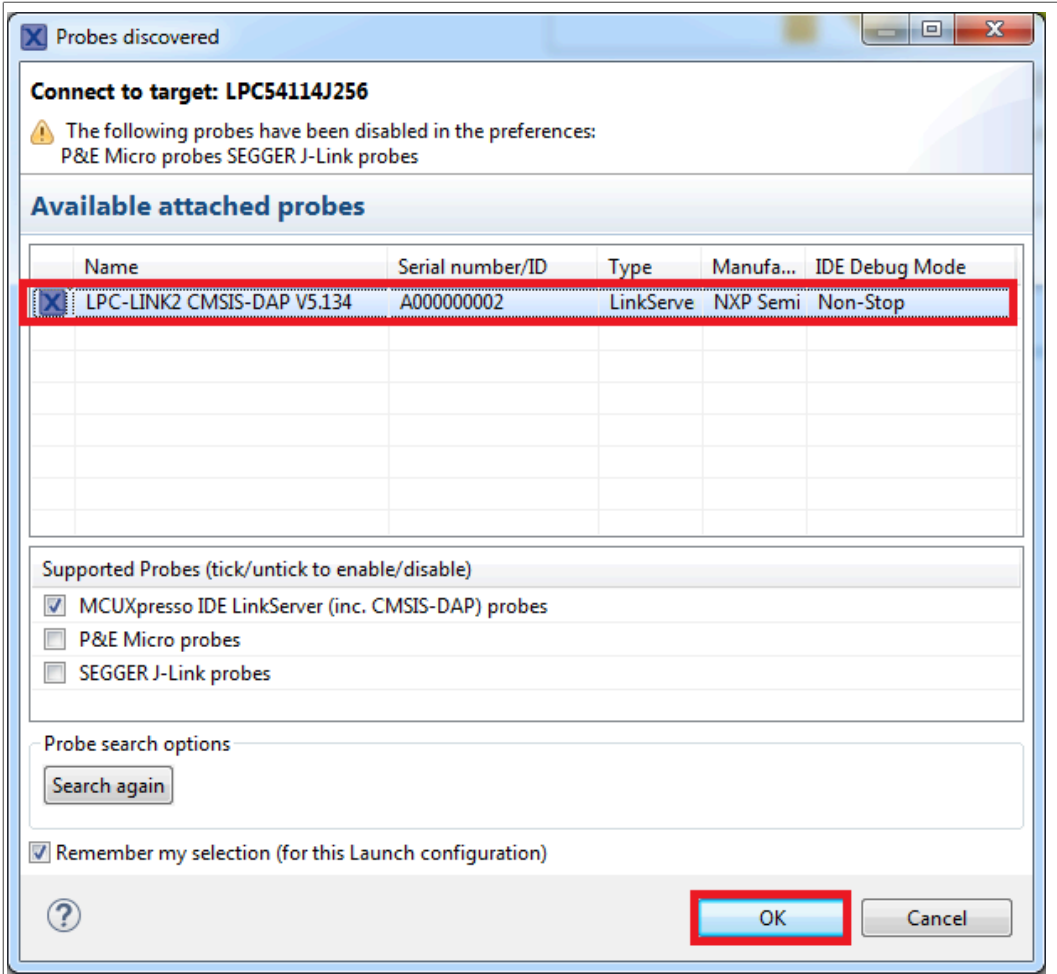 Probes discovered
Connect to target: LPC54114J256
The following probes have been disabled in the preferences:
P&E Micro probes SEGGER J-Link probes
Available attached probes
Name Serial number/ID Type Manufa... IDE Debug Mode
LPC-LINK2 CMSIS-DAP V5.134 A000000002 LinkServe NXP Semi Non-Stop
Supported Probes (tick/untick to enable/disable)
MCUXpresso IDE LinkServer (inc. CMSIS-DAP) probes
P&E Micro probes
SEGGER J-Link probes
Probe search options
Search again
Remember my selection (for this Launch configuration)
OK Cancel